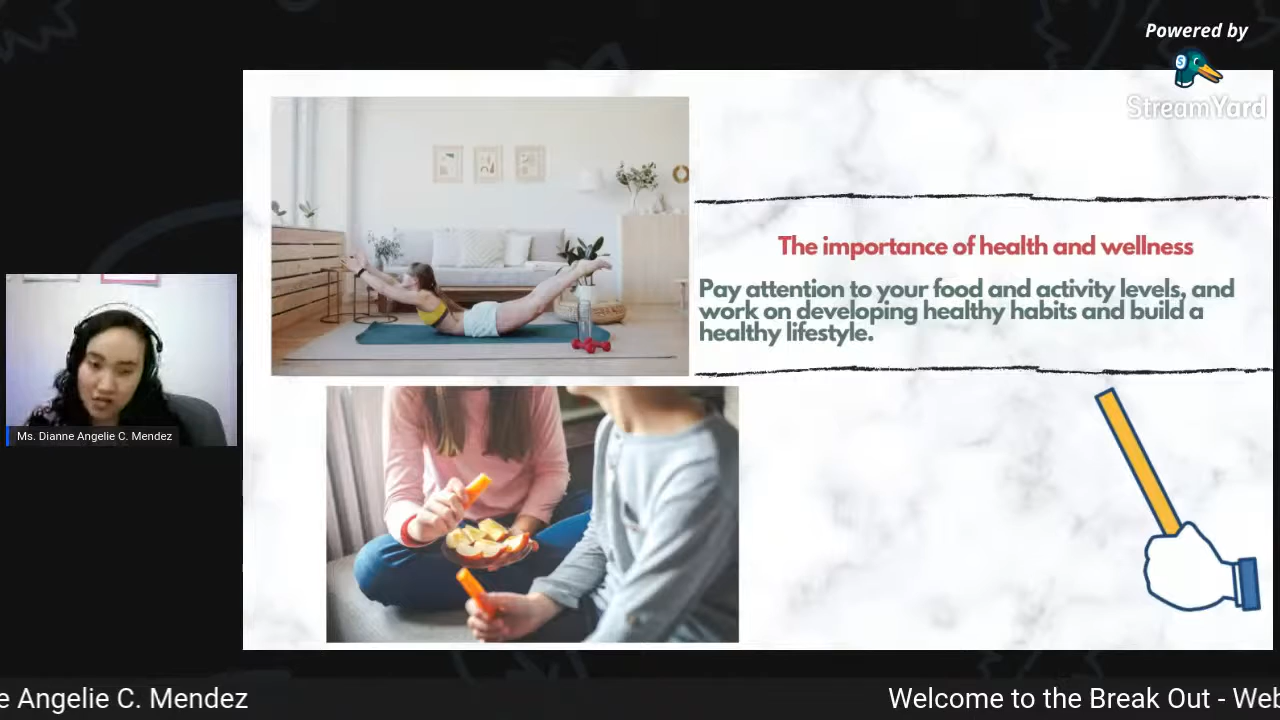 Powered by
StreamYard
The importance of health and wellness
Pay attention to your food and activity levels, and
work on developing healthy habits and build a
healthy lifestyle.
Ms. Dianne Angelie C. Mendez
e Angelie C. Mendez
Welcome to the Break Out - Web